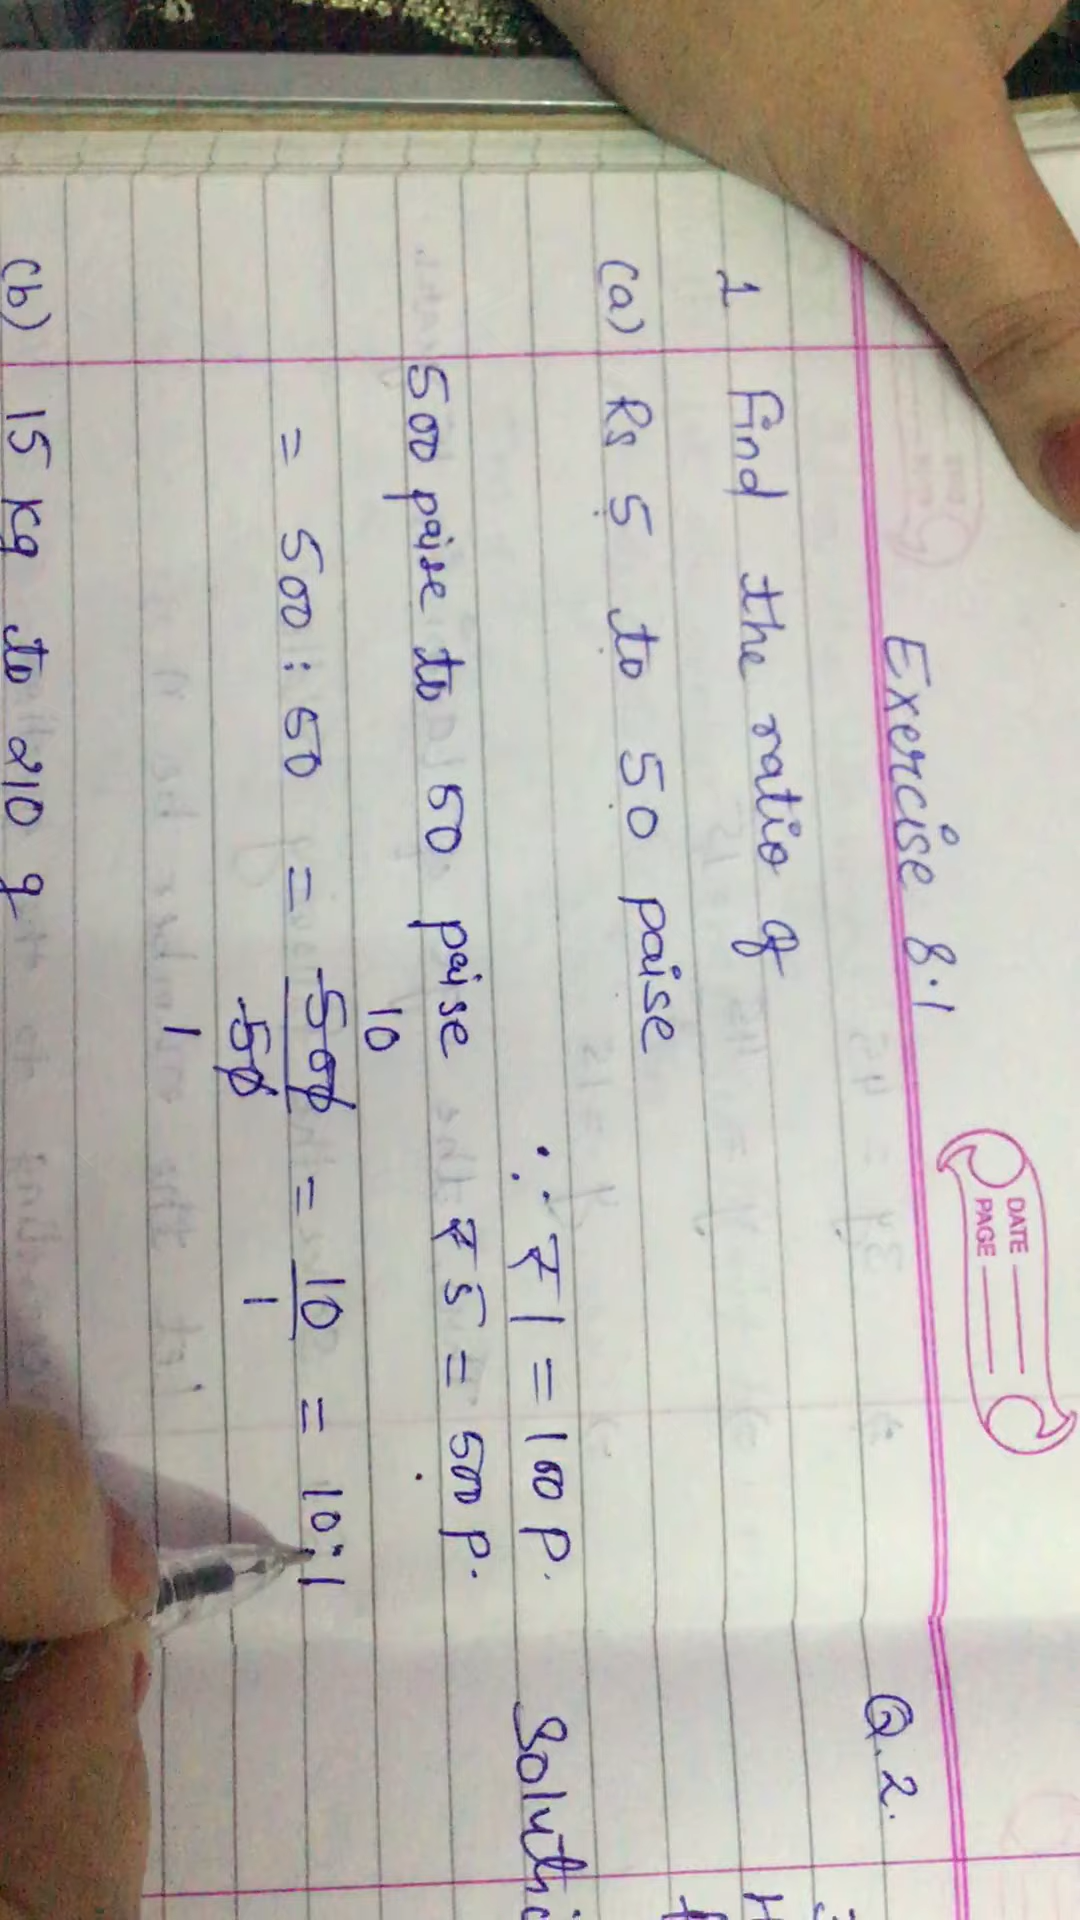 DATE
PAGE
Exercise 8.1
1 Find the ratio of
(a) Rs 5 to 50 paise
∵ ₹ 1 = 100 P.
500 paise to 50 paise ₹ 5 = 500 P.
10
= 500 : 50 = 500/50 = 10/1 = 10:1
1
(b) 15 kg to 210 g
Q.2.